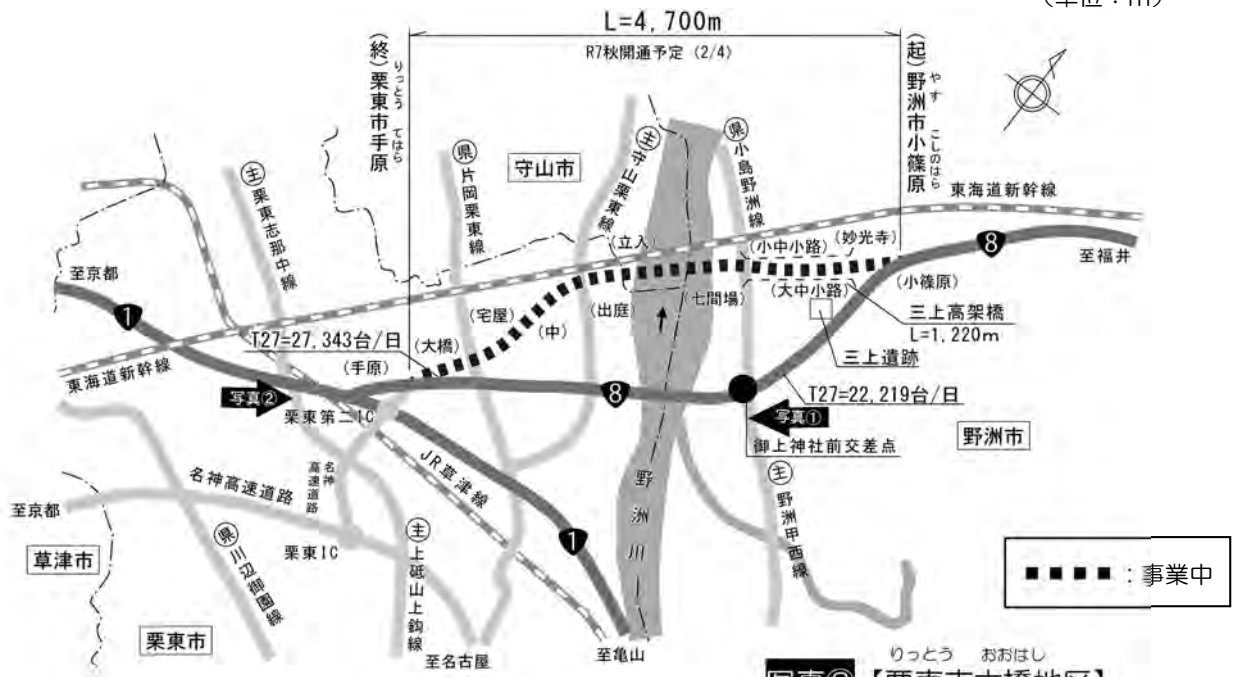 （単位：m）
L=4,700m
R7秋開通予定（2/4）
(終)栗東市手原
りっとう てはら
(起)野洲市小篠原
やす こしのはら
東海道新幹線
守山市
主栗東志那中線
県片岡栗東線
主守山栗東線
県小島野洲線
(立入)
(小中小路)
(妙光寺)
8
至福井
至京都
1
(小篠原)
(大中小路)
(七間場)
(出庭)
(宅屋)
(中)
三上高架橋
L=1,220m
T27=27,343台/日
(大橋)
(手原)
三上遺跡
東海道新幹線
8
T27=22,219台/日
写真②
栗東第二IC
写真①
御上神社前交差点
野洲市
名神高速道路
名神高速道路
JR草津線
野洲川
主野洲甲西線
至京都
栗東IC
1
草津市
県川辺御園線
主上砥山上鈎線
：事業中
栗東市
至名古屋
至亀山
りっとう おおはし
写真②【栗東市大橋地区】